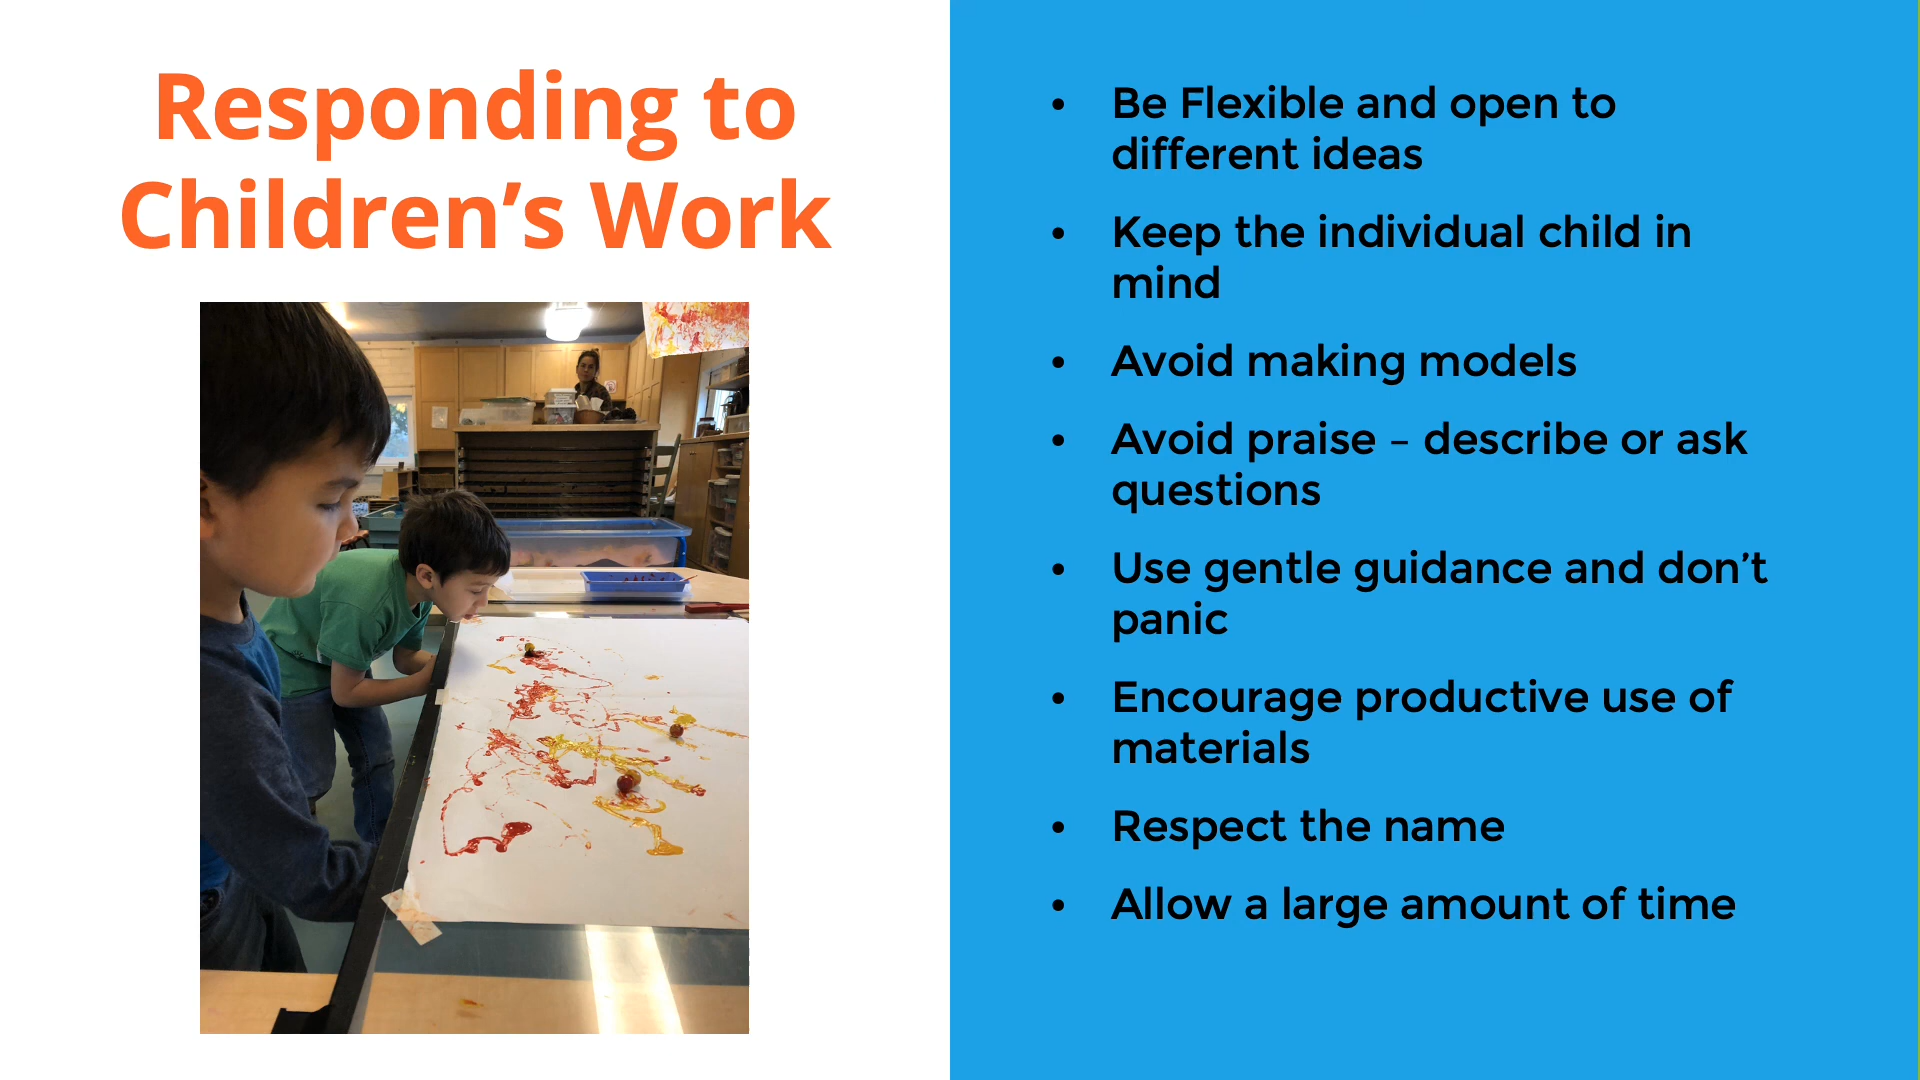 Responding to
Children’s Work
• Be Flexible and open to
different ideas
• Keep the individual child in
mind
• Avoid making models
• Avoid praise – describe or ask
questions
• Use gentle guidance and don’t
panic
• Encourage productive use of
materials
• Respect the name
• Allow a large amount of time